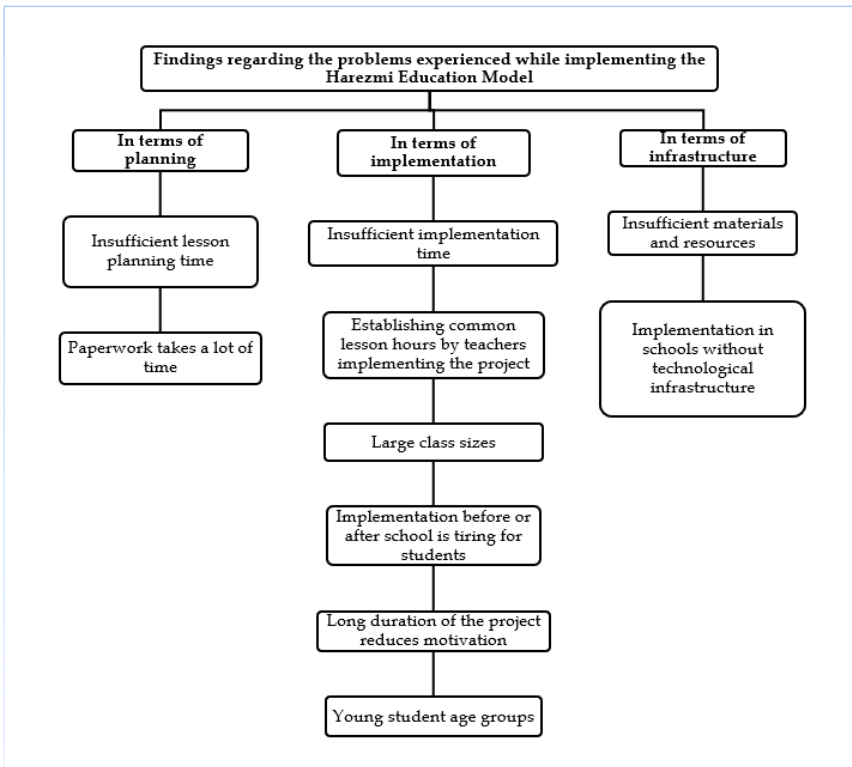 Findings regarding the problems experienced while implementing the
Harezmi Education Model
In terms of
planning
In terms of
implementation
In terms of
infrastructure
Insufficient lesson
planning time
Paperwork takes a lot of
time
Insufficient implementation
time
Establishing common
lesson hours by teachers
implementing the project
Large class sizes
Implementation before or
after school is tiring for
students
Long duration of the project
reduces motivation
Young student age groups
Insufficient materials
and resources
Implementation in
schools without
technological
infrastructure